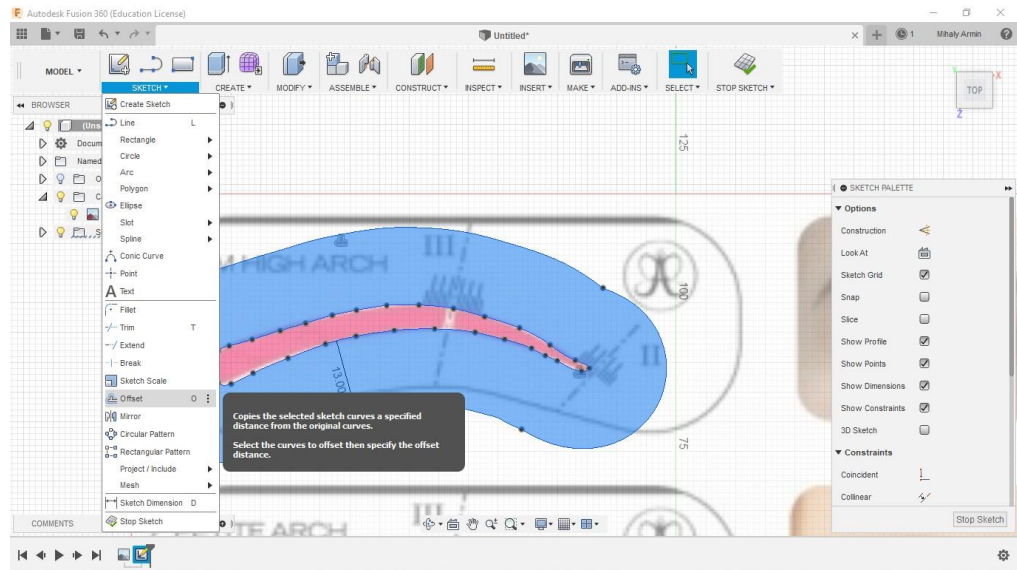 Autodesk Fusion 360 (Education License)
Untitled*
1
Mihaly Armin
MODEL
SKETCH
CREATE
MODIFY
ASSEMBLE
CONSTRUCT
INSPECT
INSERT
MAKE
ADD-INS
SELECT
STOP SKETCH
BROWSER
(Uns
Docum
Named
O
C
S
Create Sketch
Line L
Rectangle
Circle
Arc
Polygon
Ellipse
Slot
Spline
Conic Curve
Point
Text
Fillet
Trim T
Extend
Break
Sketch Scale
Offset O
Mirror
Circular Pattern
Rectangular Pattern
Project / Include
Mesh
Sketch Dimension D
Stop Sketch
Copies the selected sketch curves a specified
distance from the original curves.
Select the curves to offset then specify the offset
distance.
125
100
75
13.00
M HIGH ARCH
III
II
III
TE ARCH
TOP
X
Z
SKETCH PALETTE
Options
Construction
Look At
Sketch Grid
Snap
Slice
Show Profile
Show Points
Show Dimensions
Show Constraints
3D Sketch
Constraints
Coincident
Collinear
Stop Sketch
COMMENTS